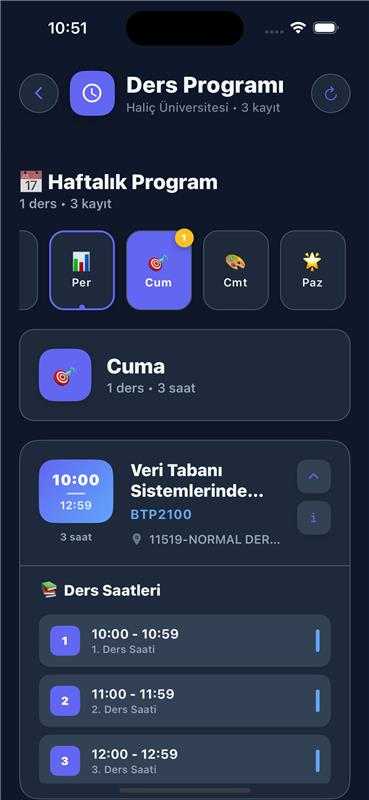 10:51
Ders Programı
Haliç Üniversitesi • 3 kayıt
17 Haftalık Program
1 ders • 3 kayıt
Per
Cum
1
Cmt
Paz
Cuma
1 ders • 3 saat
10:00
12:59
3 saat
Veri Tabanı
Sistemlerinde...
BTP2100
11519-NORMAL DER...
i
Ders Saatleri
1
10:00 - 10:59
1. Ders Saati
2
11:00 - 11:59
2. Ders Saati
3
12:00 - 12:59
3. Ders Saati